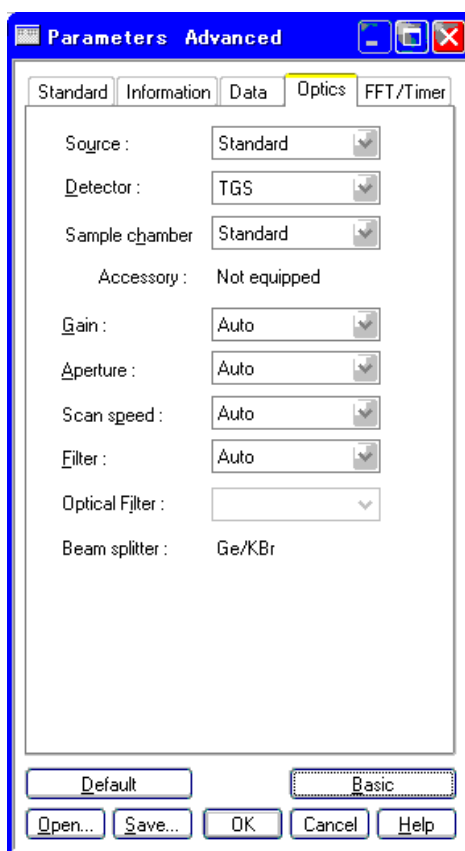 Parameters Advanced
Standard Information Data Optics FFT/Timer
Source : Standard
Detector : TGS
Sample chamber Standard
Accessory : Not equipped
Gain : Auto
Aperture : Auto
Scan speed : Auto
Filter : Auto
Optical Filter :
Beam splitter : Ge/KBr
Default Basic
Open... Save... OK Cancel Help